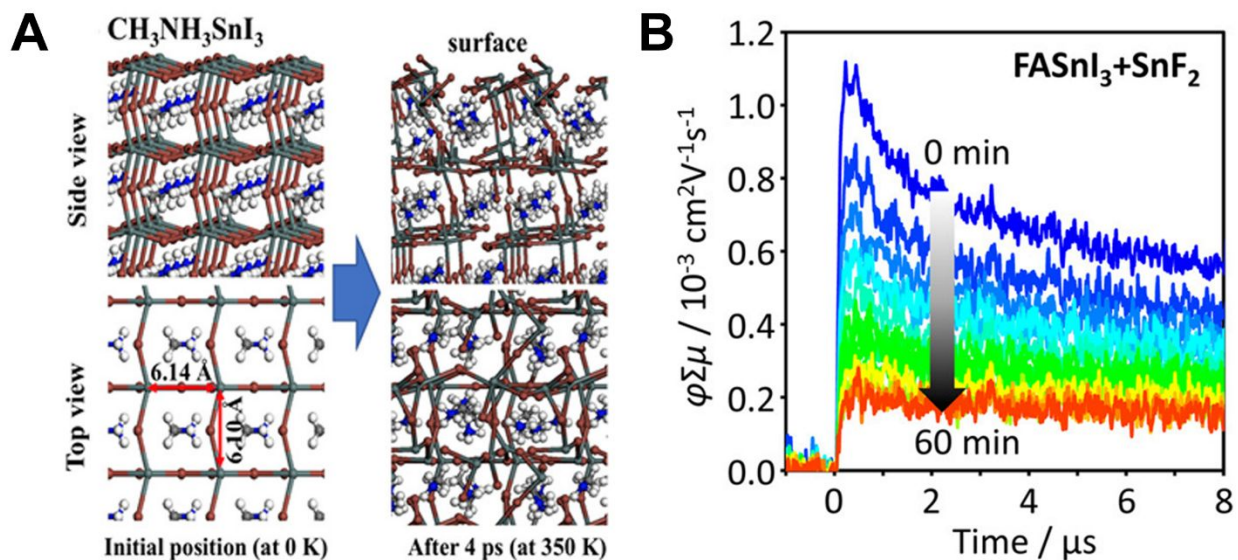 A
CH₃NH₃SnI₃
surface
Side view
Top view
6.14 Å
6.10 Å
Initial position (at 0 K)
After 4 ps (at 350 K)
B
FASnI₃+SnF₂
0 min
60 min
φΣμ / 10⁻³ cm²V⁻¹s⁻¹
1.2
1.0
0.8
0.6
0.4
0.2
0.0
0
2
4
6
8
Time / μs